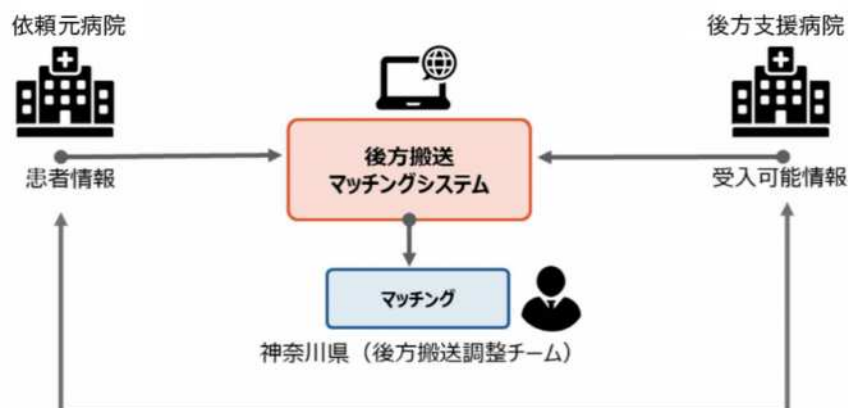 依頼元病院
後方支援病院
後方搬送
マッチングシステム
患者情報
受入可能情報
マッチング
神奈川県（後方搬送調整チーム）